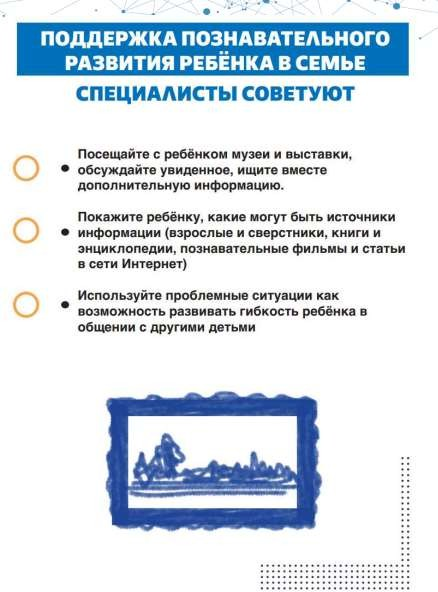 ПОДДЕРЖКА ПОЗНАВАТЕЛЬНОГО
РАЗВИТИЯ РЕБЁНКА В СЕМЬЕ
СПЕЦИАЛИСТЫ СОВЕТУЮТ
• Посещайте с ребёнком музеи и выставки,
обсуждайте увиденное, ищите вместе
дополнительную информацию.
• Покажите ребёнку, какие могут быть источники
информации (взрослые и сверстники, книги и
энциклопедии, познавательные фильмы и статьи
в сети Интернет)
• Используйте проблемные ситуации как
возможность развивать гибкость ребёнка в
общении с другими детьми